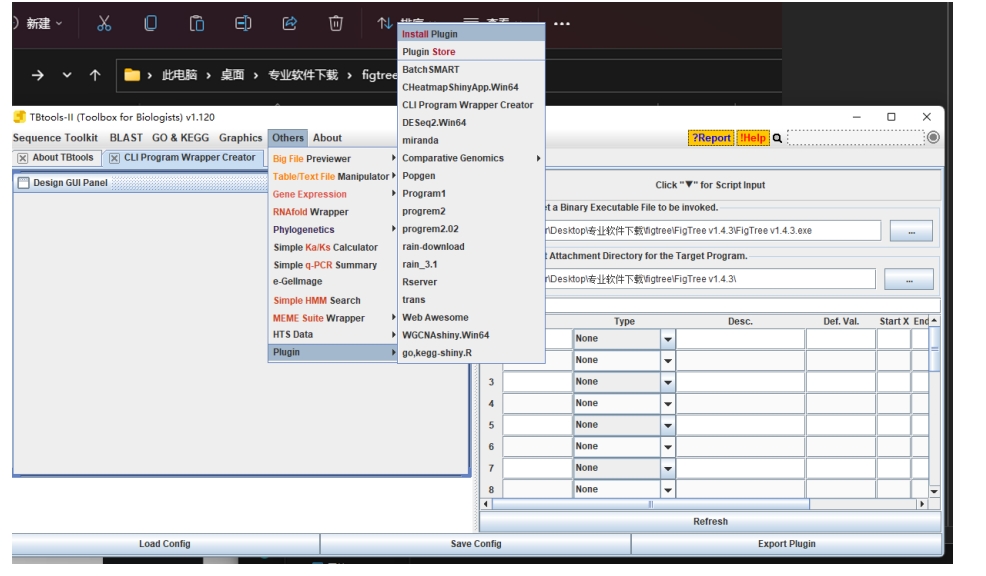 新建
Install Plugin
Plugin Store
此电脑 › 桌面 › 专业软件下载 › figtree
BatchSMART
CHeatmapShinyApp.Win64
CLI Program Wrapper Creator
DESeq2.Win64
miranda
Comparative Genomics
Popgen
Program1
progrem2
progrem2.02
rain-download
rain_3.1
Rserver
trans
Web Awesome
WGCNAshiny.Win64
go,kegg-shiny.R
TBtools-II (Toolbox for Biologists) v1.120
Sequence Toolkit BLAST GO & KEGG Graphics Others About
?Report !Help
About TBtools CLI Program Wrapper Creator
Big File Previewer
Table/Text File Manipulator
Gene Expression
RNAfold Wrapper
Phylogenetics
Simple Ka/Ks Calculator
Simple q-PCR Summary
e-GelImage
Simple HMM Search
MEME Suite Wrapper
HTS Data
Plugin
Design GUI Panel
Click "▼" for Script Input
t a Binary Executable File to be invoked.
\Desktop\专业软件下载\figtree\FigTree v1.4.3\FigTree v1.4.3.exe
...
Attachment Directory for the Target Program.
\Desktop\专业软件下载\figtree\FigTree v1.4.3\
...
Type Desc. Def. Val. Start X End
None
None
3 None
4 None
5 None
6 None
7 None
8 None
Refresh
Load Config Save Config Export Plugin